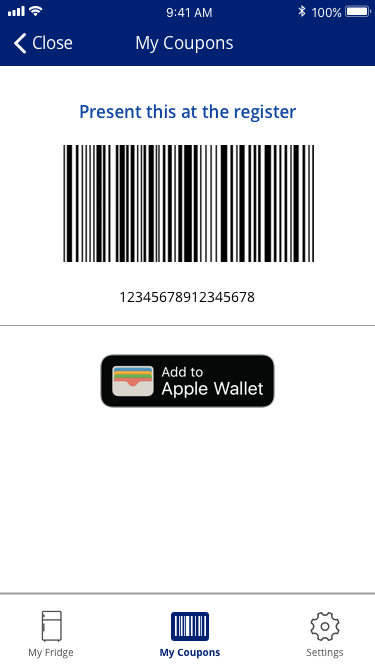 9:41 AM
100%
Close
My Coupons
Present this at the register
12345678912345678
Add to
Apple Wallet
My Fridge
My Coupons
Settings